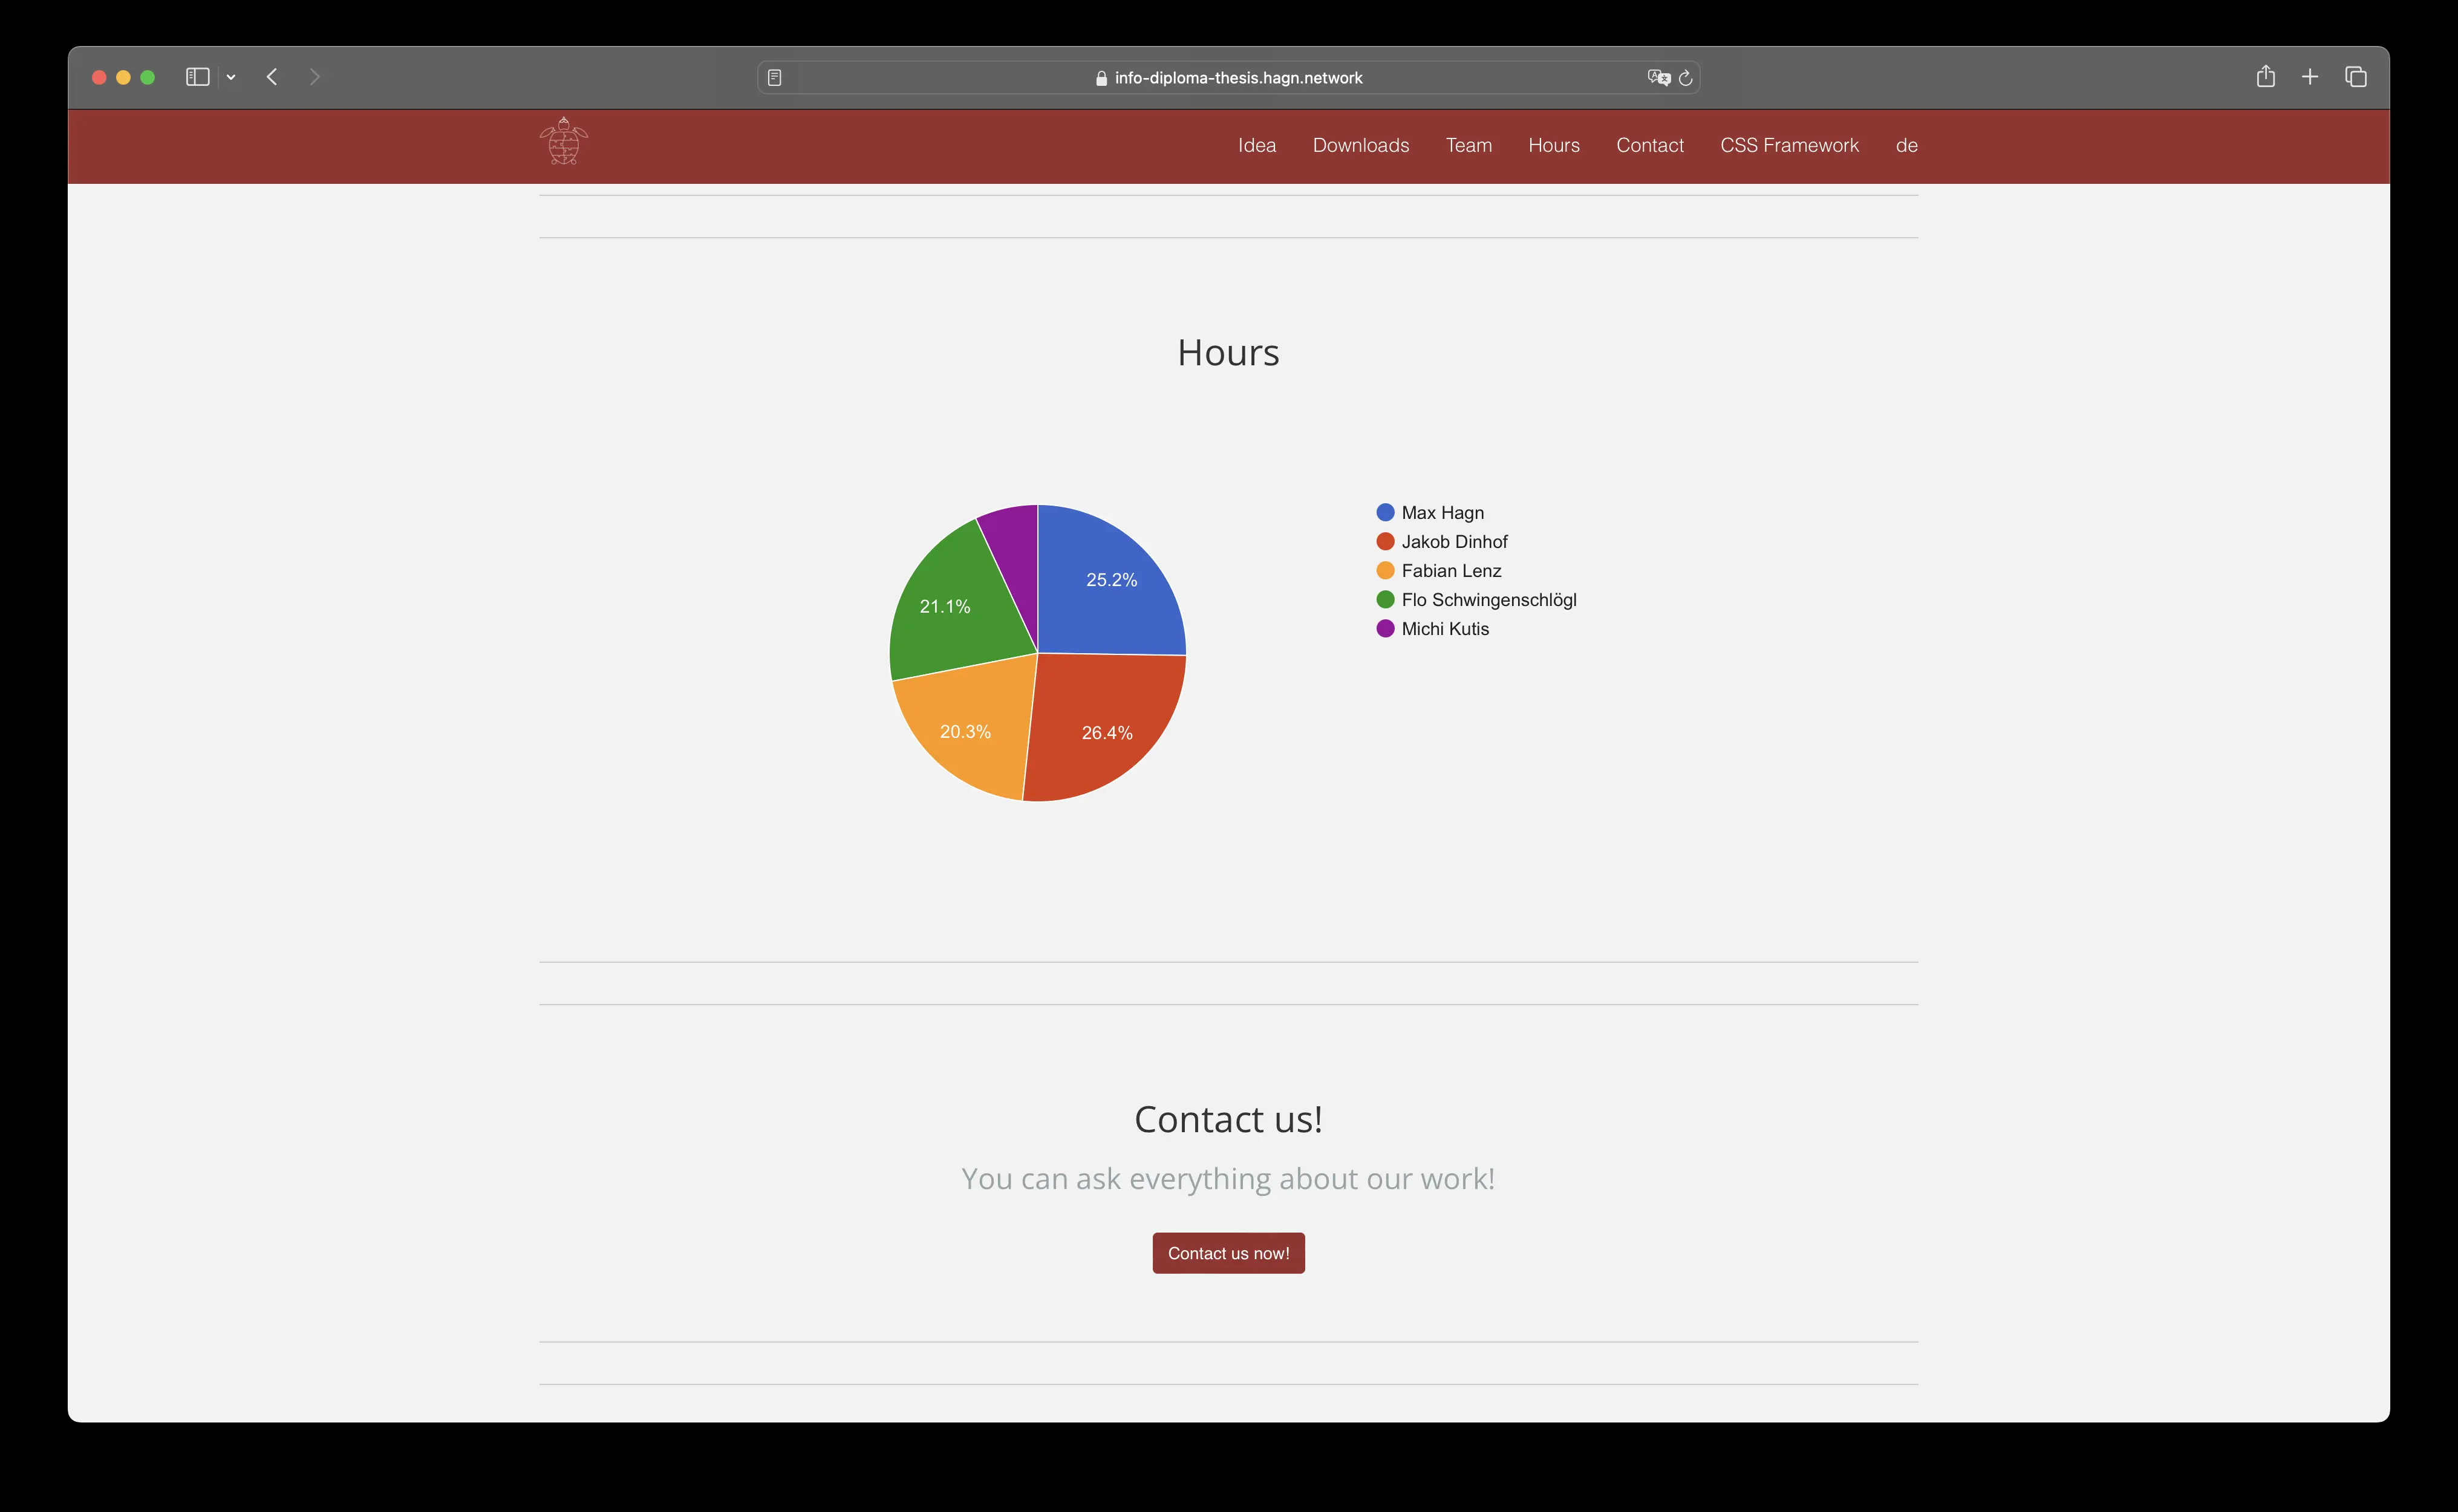 info-diploma-thesis.hagn.network
Idea Downloads Team Hours Contact CSS Framework de
Hours
25.2%
26.4%
20.3%
21.1%
Max Hagn
Jakob Dinhof
Fabian Lenz
Flo Schwingenschlögl
Michi Kutis
Contact us!
You can ask everything about our work!
Contact us now!